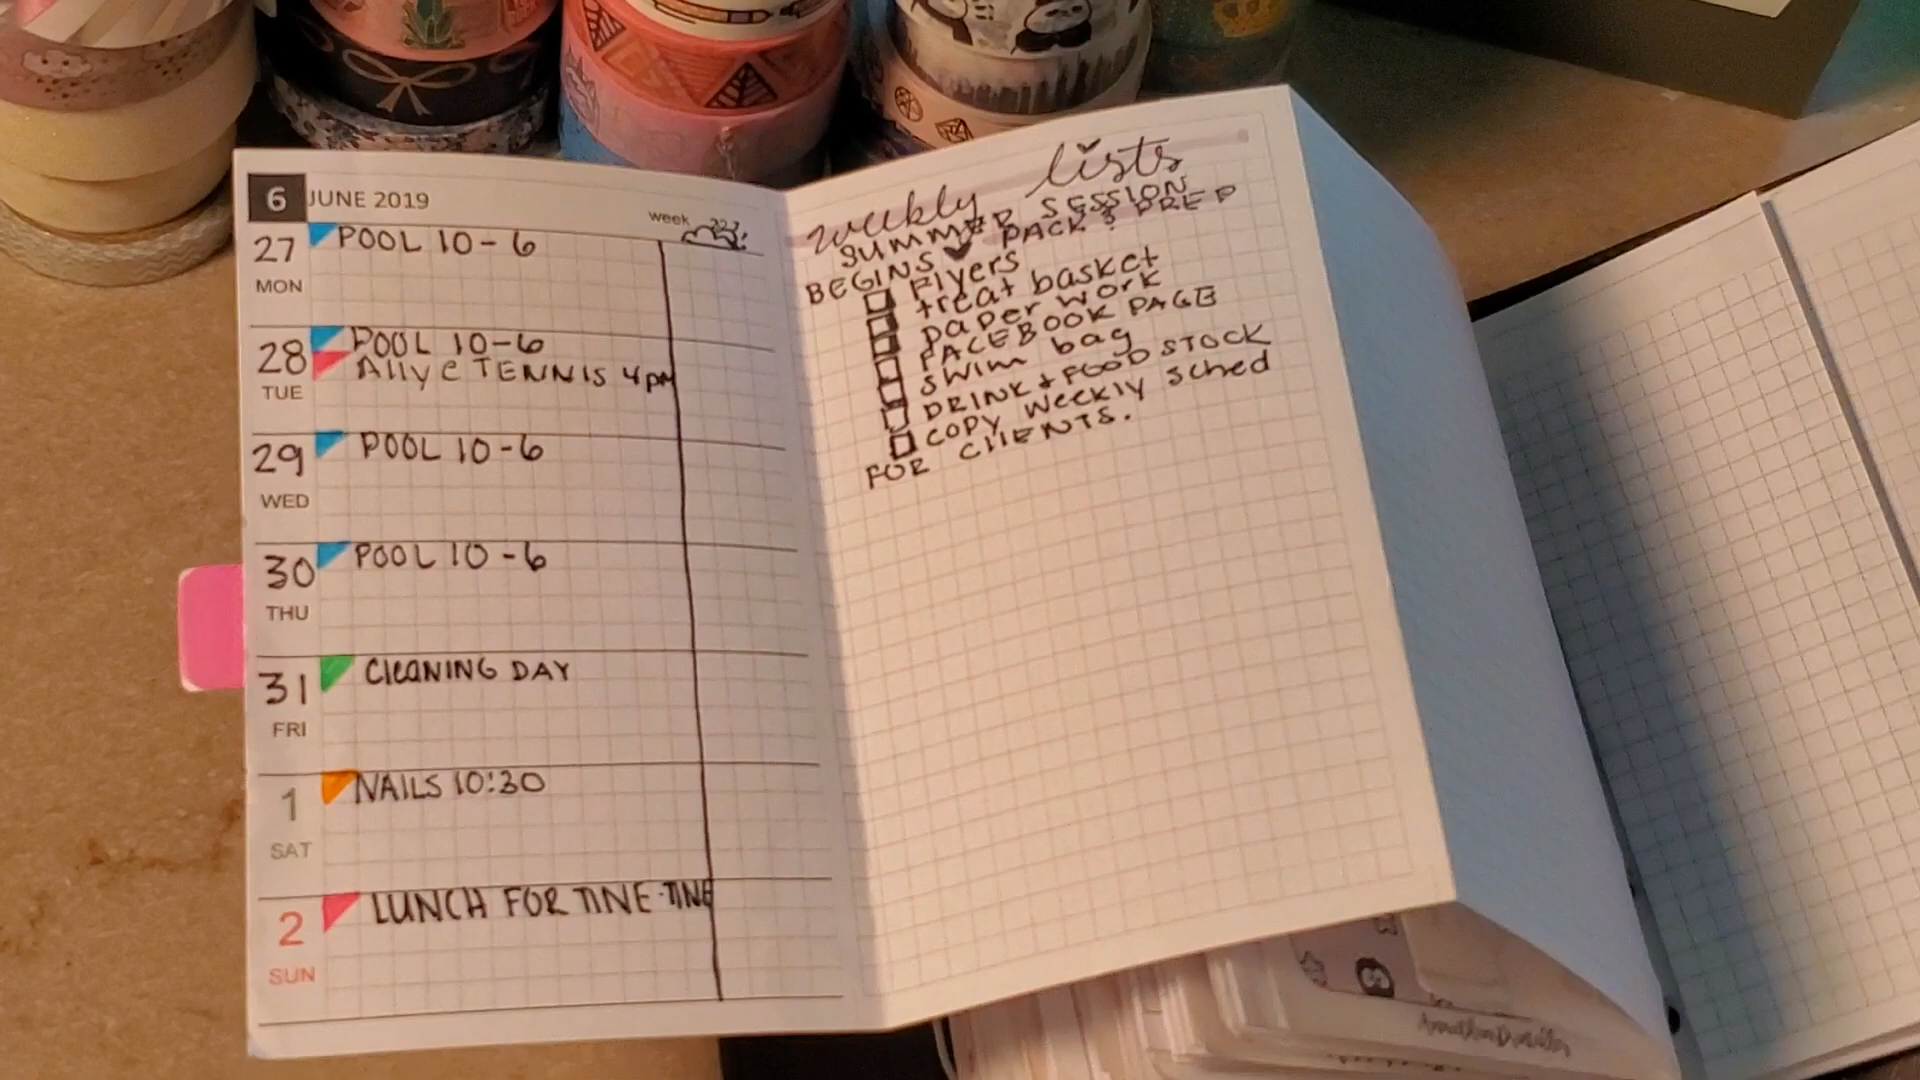 6 JUNE 2019
week
27 POOL 10-6
MON
28 POOL 10-6
Allye TENNIS 4pm
TUE
29 POOL 10-6
WED
30 POOL 10-6
THU
31 CleANING DAY
FRI
1 NAILS 10:30
SAT
2 LUNCH FOR TINE-TINE
SUN
weekly lists
SUMMER SESSION
BEGINS PACK & PREP
Flyers
treat basket
paper work
FACEBOOK PAGE
swim bag
DRINK + FOOD STOCK
COPY weekly sched
FOR ClIENTS.